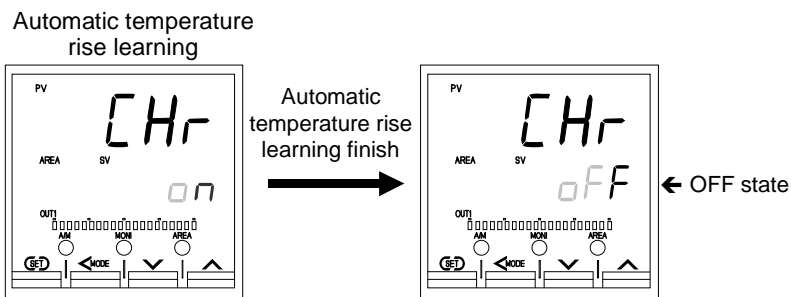 Automatic temperature
rise learning
PV
CHr
AREA SV
on
OUT1
A/M MONI AREA
SET <MODE
Automatic
temperature rise
learning finish
PV
CHr
AREA SV
oFF
← OFF state
OUT1
A/M MONI AREA
SET <MODE